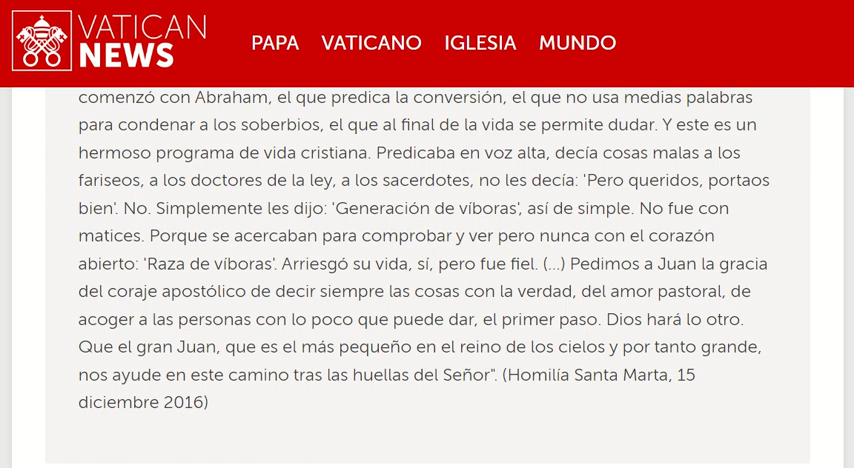 VATICAN
NEWS
PAPA VATICANO IGLESIA MUNDO
comenzó con Abraham, el que predica la conversión, el que no usa medias palabras
para condenar a los soberbios, el que al final de la vida se permite dudar. Y este es un
hermoso programa de vida cristiana. Predicaba en voz alta, decía cosas malas a los
fariseos, a los doctores de la ley, a los sacerdotes, no les decía: 'Pero queridos, portaos
bien'. No. Simplemente les dijo: 'Generación de víboras', así de simple. No fue con
matices. Porque se acercaban para comprobar y ver pero nunca con el corazón
abierto: 'Raza de víboras'. Arriesgó su vida, sí, pero fue fiel. (...) Pedimos a Juan la gracia
del coraje apostólico de decir siempre las cosas con la verdad, del amor pastoral, de
acoger a las personas con lo poco que puede dar, el primer paso. Dios hará lo otro.
Que el gran Juan, que es el más pequeño en el reino de los cielos y por tanto grande,
nos ayude en este camino tras las huellas del Señor". (Homilía Santa Marta, 15
diciembre 2016)